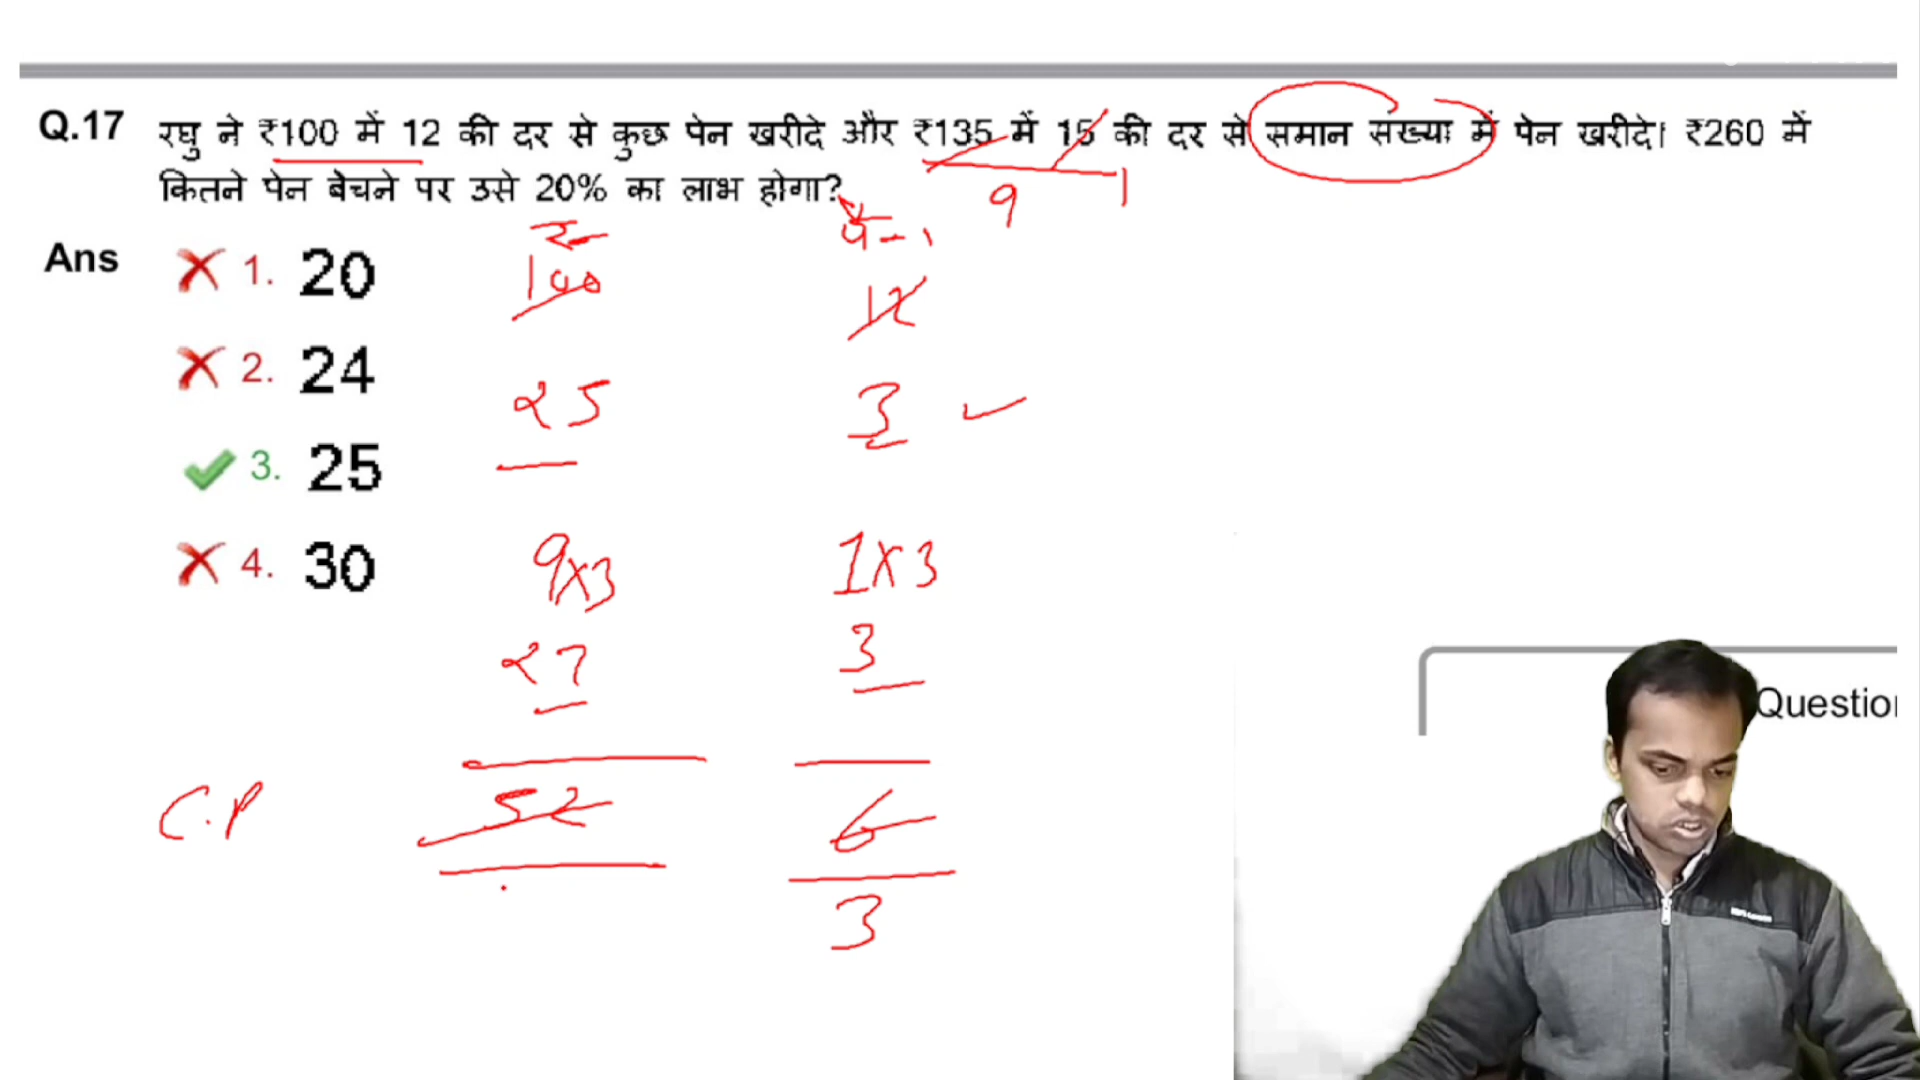 Q.17 रघु ने ₹100 में 12 की दर से कुछ पेन खरीदे और ₹135 में 15 की दर से समान संख्या में पेन खरीदे। ₹260 में
कितने पेन बेचने पर उसे 20% का लाभ होगा?
9 1
Ans
1. 20
2. 24
3. 25
4. 30
100 12
25 3
9x3 1x3
27 3
C.P 52 6
3
Question